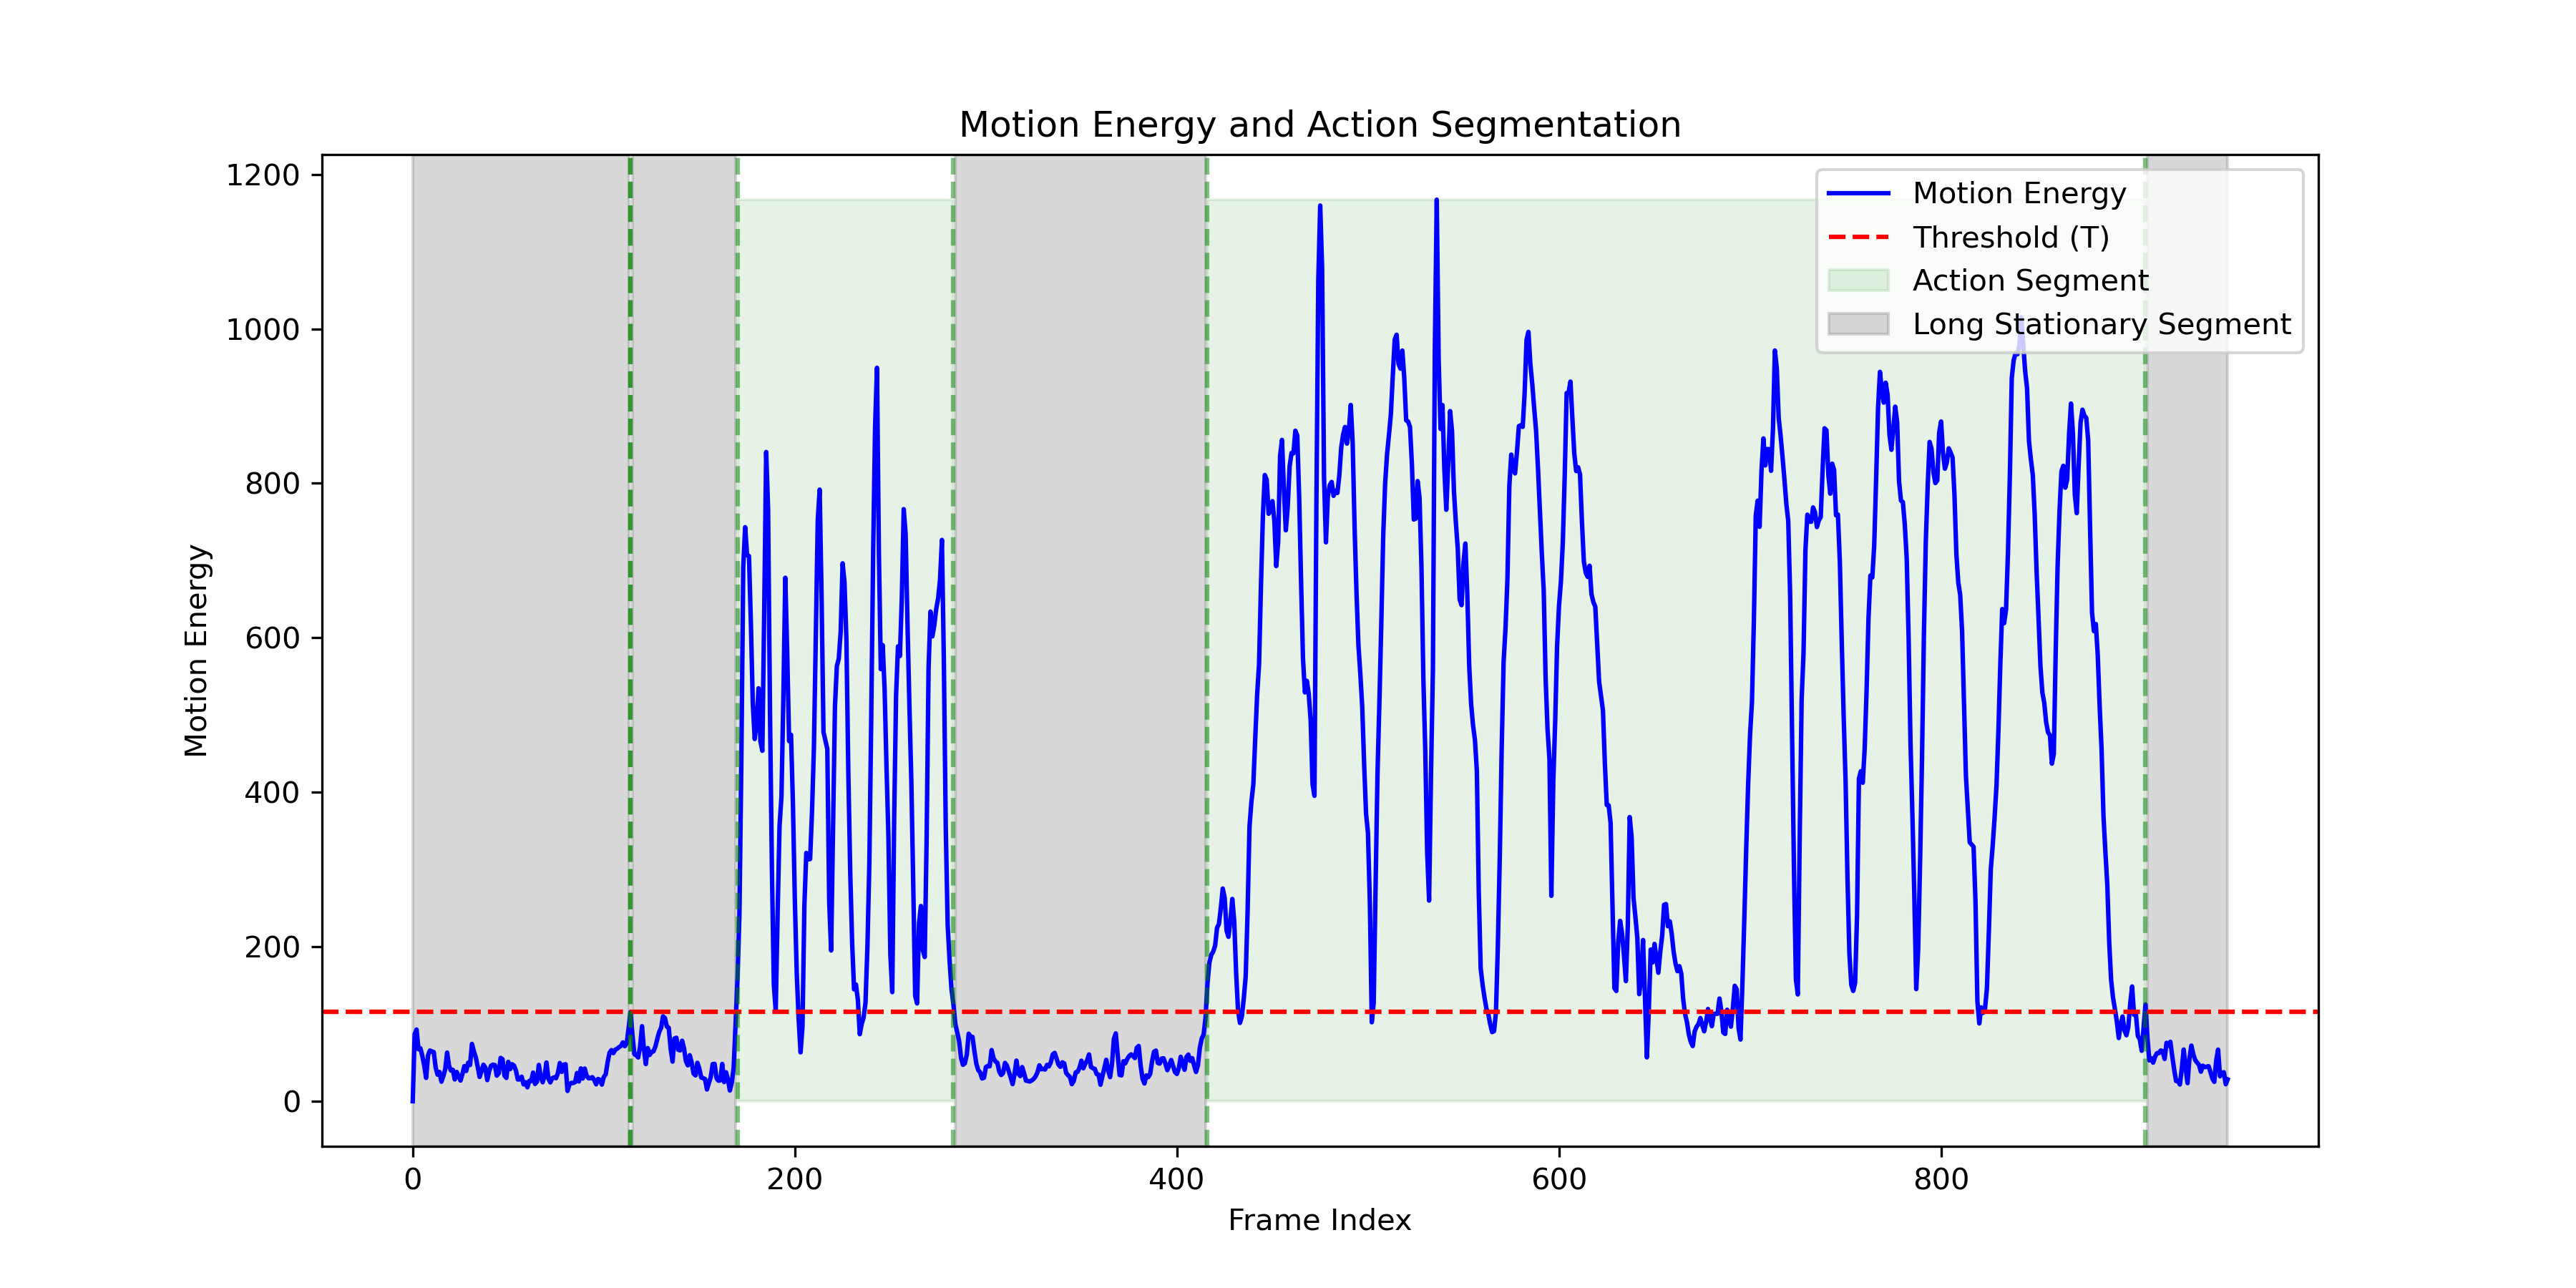 Motion Energy and Action Segmentation
1200
1000
800
600
400
200
0
Motion Energy
Motion Energy
Threshold (T)
Action Segment
Long Stationary Segment
0
200
400
600
800
Frame Index